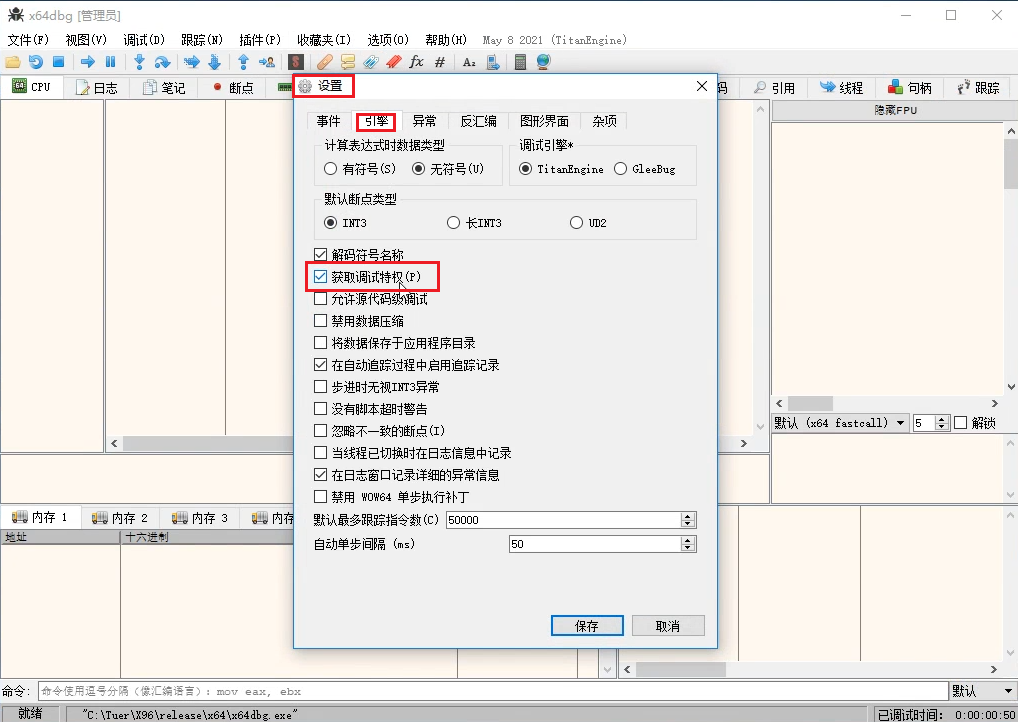 x64dbg [管理员]
文件(F) 视图(V) 调试(D) 跟踪(N) 插件(P) 收藏夹(I) 选项(O) 帮助(H) May 8 2021 (TitanEngine)
CPU 日志 笔记 断点 码 引用 线程 句柄 跟踪
设置
隐藏FPU
事件 引擎 异常 反汇编 图形界面 杂项
计算表达式时数据类型 调试引擎*
有符号(S) 无符号(U) TitanEngine GleeBug
默认断点类型
INT3 长INT3 UD2
解码符号名称
获取调试特权(P)
允许源代码级调试
禁用数据压缩
将数据保存于应用程序目录
在自动追踪过程中启用追踪记录
步进时无视INT3异常
没有脚本超时警告
默认 (x64 fastcall) 5 解锁
忽略不一致的断点(I)
当线程已切换时在日志信息中记录
在日志窗口记录详细的异常信息
禁用 WOW64 单步执行补丁
内存 1 内存 2 内存 3 内存
默认最多跟踪指令数(C) 50000
地址 十六进制
自动单步间隔 (ms) 50
保存 取消
命令: 命令使用逗号分隔 (像汇编语言): mov eax, ebx 默认
就绪 "C:\Tuer\X96\release\x64\x64dbg.exe" 已调试时间: 0:00:00:50